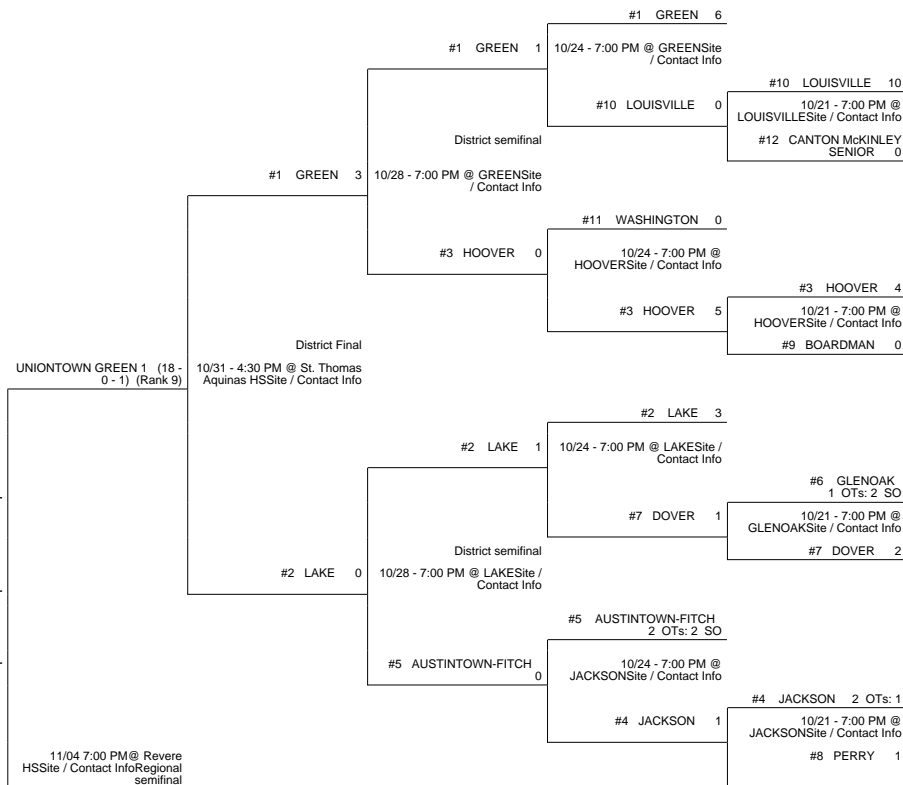 #1 GREEN 6
#1 GREEN 1
10/24 - 7:00 PM @ GREENSite
/ Contact Info
#10 LOUISVILLE 10
#10 LOUISVILLE 0
10/21 - 7:00 PM @
LOUISVILLESite / Contact Info
District semifinal
#12 CANTON McKINLEY
SENIOR 0
#1 GREEN 3
10/28 - 7:00 PM @ GREENSite
/ Contact Info
#11 WASHINGTON 0
#3 HOOVER 0
10/24 - 7:00 PM @
HOOVERSite / Contact Info
#3 HOOVER 4
#3 HOOVER 5
10/21 - 7:00 PM @
HOOVERSite / Contact Info
District Final
#9 BOARDMAN 0
UNIONTOWN GREEN 1 (18 -
0 - 1) (Rank 9)
10/31 - 4:30 PM @ St. Thomas
Aquinas HSSite / Contact Info
#2 LAKE 3
#2 LAKE 1
10/24 - 7:00 PM @ LAKESite /
Contact Info
#6 GLENOAK
1 OTs: 2 SO
#7 DOVER 1
10/21 - 7:00 PM @
GLENOAKSite / Contact Info
District semifinal
#7 DOVER 2
#2 LAKE 0
10/28 - 7:00 PM @ LAKESite /
Contact Info
#5 AUSTINTOWN-FITCH
2 OTs: 2 SO
#5 AUSTINTOWN-FITCH
0
10/24 - 7:00 PM @
JACKSONSite / Contact Info
#4 JACKSON 2 OTs: 1
#4 JACKSON 1
10/21 - 7:00 PM @
JACKSONSite / Contact Info
#8 PERRY 1
11/04 7:00 PM@ Revere
HSSite / Contact InfoRegional
semifinal